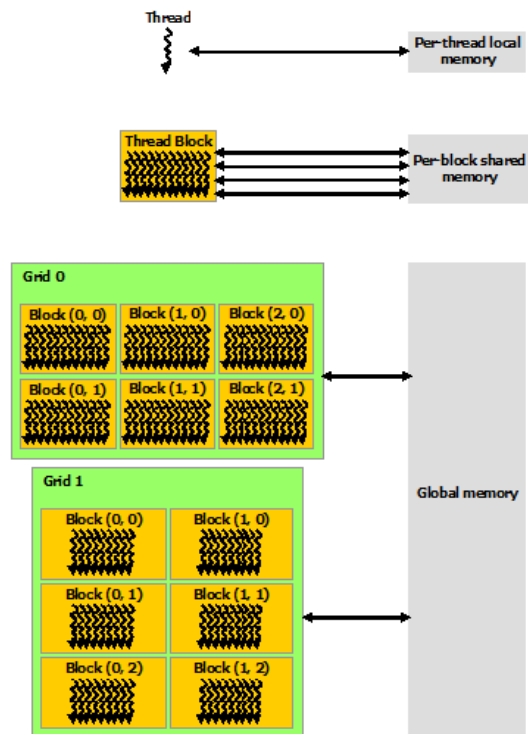 Thread
Per-thread local
memory
Thread Block
Per-block shared
memory
Grid 0
Block (0, 0) Block (1, 0) Block (2, 0)
Block (0, 1) Block (1, 1) Block (2, 1)
Grid 1
Block (0, 0) Block (1, 0)
Block (0, 1) Block (1, 1)
Block (0, 2) Block (1, 2)
Global memory